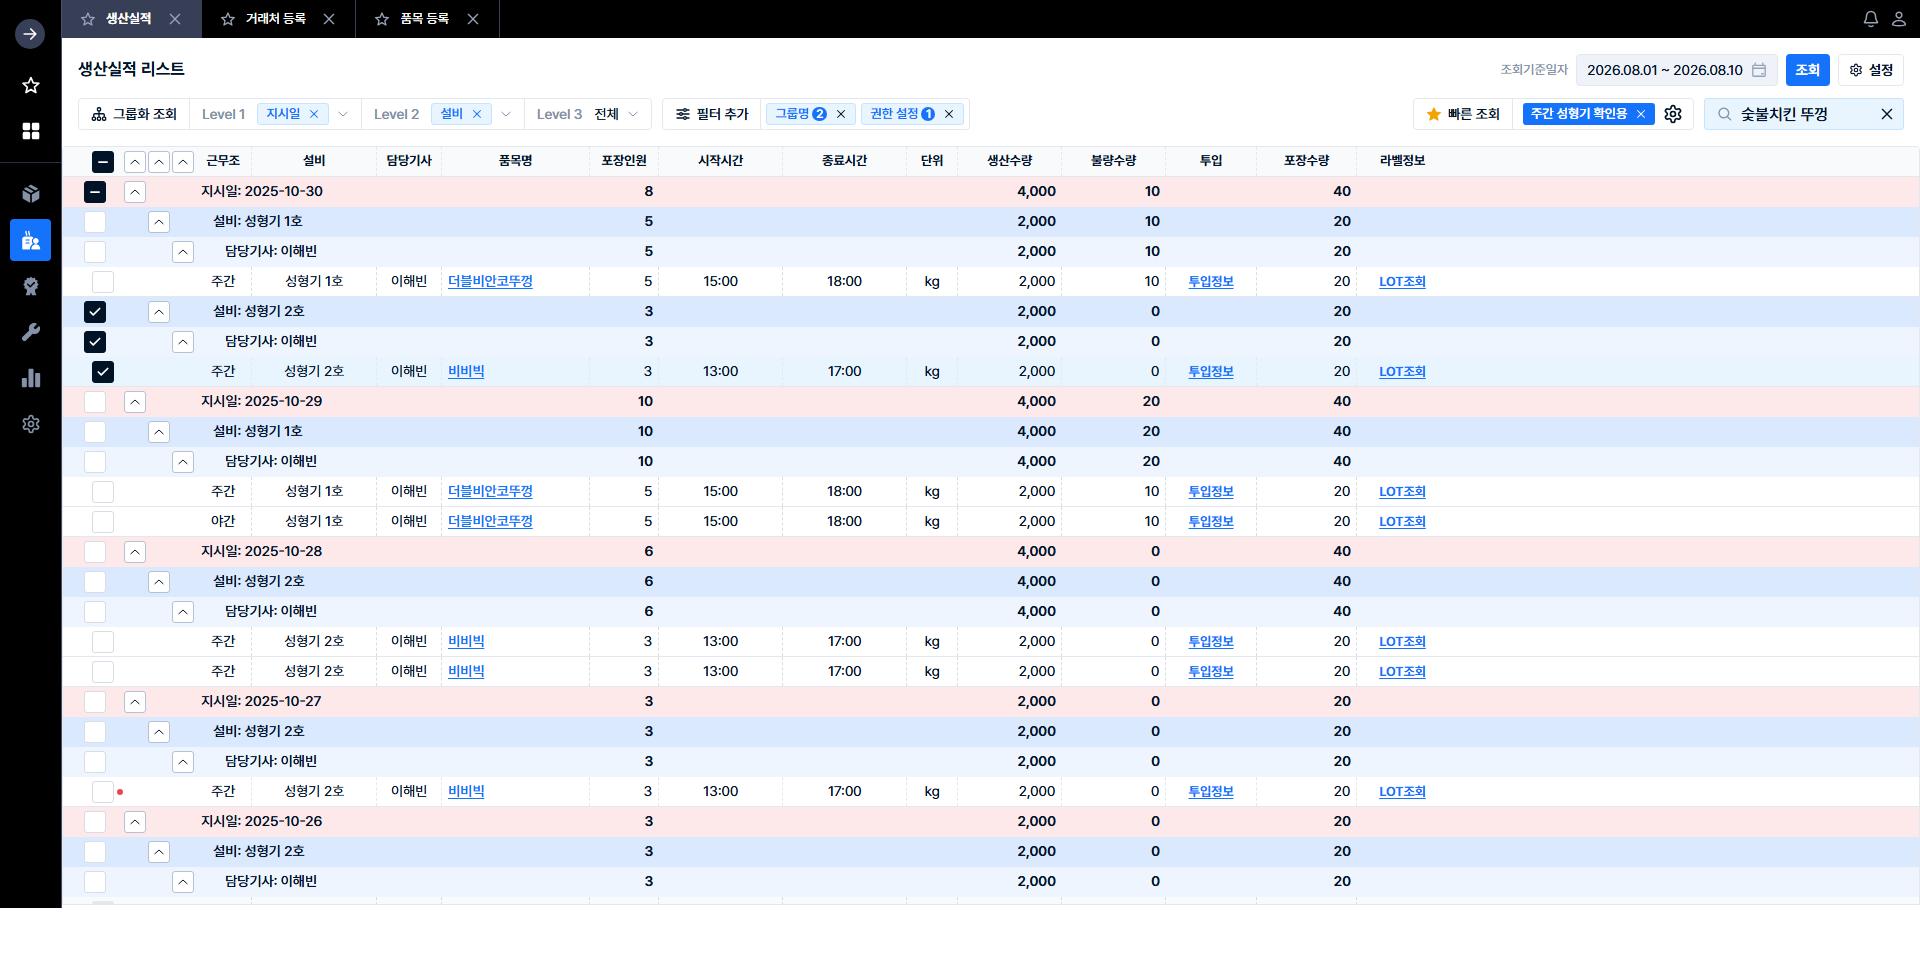 생산실적 거래처 등록 품목 등록
생산실적 리스트 조회기준일자 2026.08.01 ~ 2026.08.10 조회 설정
그룹화 조회 Level 1 지시일 Level 2 설비 Level 3 전체 필터 추가 그룹명 2 권한 설정 1 빠른 조회 주간 성형기 확인용 숯불치킨 뚜껑
근무조 설비 담당기사 품목명 포장인원 시작시간 종료시간 단위 생산수량 불량수량 투입 포장수량 라벨정보
지시일: 2025-10-30 8 4,000 10 40
설비: 성형기 1호 5 2,000 10 20
담당기사: 이해빈 5 2,000 10 20
주간 성형기 1호 이해빈 더블비안코뚜껑 5 15:00 18:00 kg 2,000 10 투입정보 20 LOT조회
설비: 성형기 2호 3 2,000 0 20
담당기사: 이해빈 3 2,000 0 20
주간 성형기 2호 이해빈 비비빅 3 13:00 17:00 kg 2,000 0 투입정보 20 LOT조회
지시일: 2025-10-29 10 4,000 20 40
설비: 성형기 1호 10 4,000 20 40
담당기사: 이해빈 10 4,000 20 40
주간 성형기 1호 이해빈 더블비안코뚜껑 5 15:00 18:00 kg 2,000 10 투입정보 20 LOT조회
야간 성형기 1호 이해빈 더블비안코뚜껑 5 15:00 18:00 kg 2,000 10 투입정보 20 LOT조회
지시일: 2025-10-28 6 4,000 0 40
설비: 성형기 2호 6 4,000 0 40
담당기사: 이해빈 6 4,000 0 40
주간 성형기 2호 이해빈 비비빅 3 13:00 17:00 kg 2,000 0 투입정보 20 LOT조회
주간 성형기 2호 이해빈 비비빅 3 13:00 17:00 kg 2,000 0 투입정보 20 LOT조회
지시일: 2025-10-27 3 2,000 0 20
설비: 성형기 2호 3 2,000 0 20
담당기사: 이해빈 3 2,000 0 20
주간 성형기 2호 이해빈 비비빅 3 13:00 17:00 kg 2,000 0 투입정보 20 LOT조회
지시일: 2025-10-26 3 2,000 0 20
설비: 성형기 2호 3 2,000 0 20
담당기사: 이해빈 3 2,000 0 20